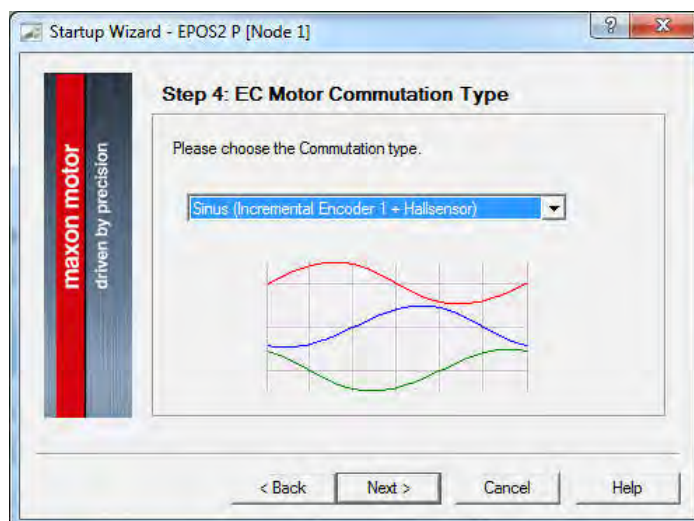 Startup Wizard - EPOS2 P [Node 1]
?
X
maxon motor
driven by precision
Step 4: EC Motor Commutation Type
Please choose the Commutation type.
Sinus (Incremental Encoder 1 + Hallsensor)
< Back
Next >
Cancel
Help